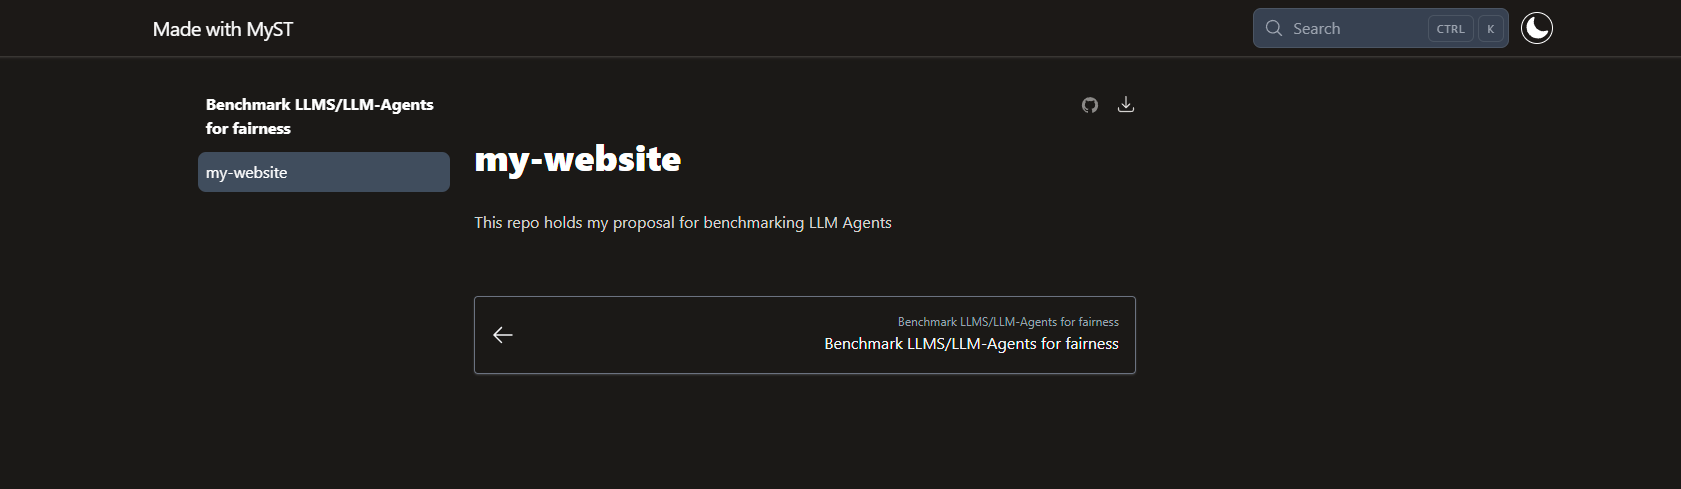 Made with MyST
Search
CTRL
K
Benchmark LLMS/LLM-Agents
for fairness
my-website
my-website
This repo holds my proposal for benchmarking LLM Agents
Benchmark LLMS/LLM-Agents for fairness
Benchmark LLMS/LLM-Agents for fairness